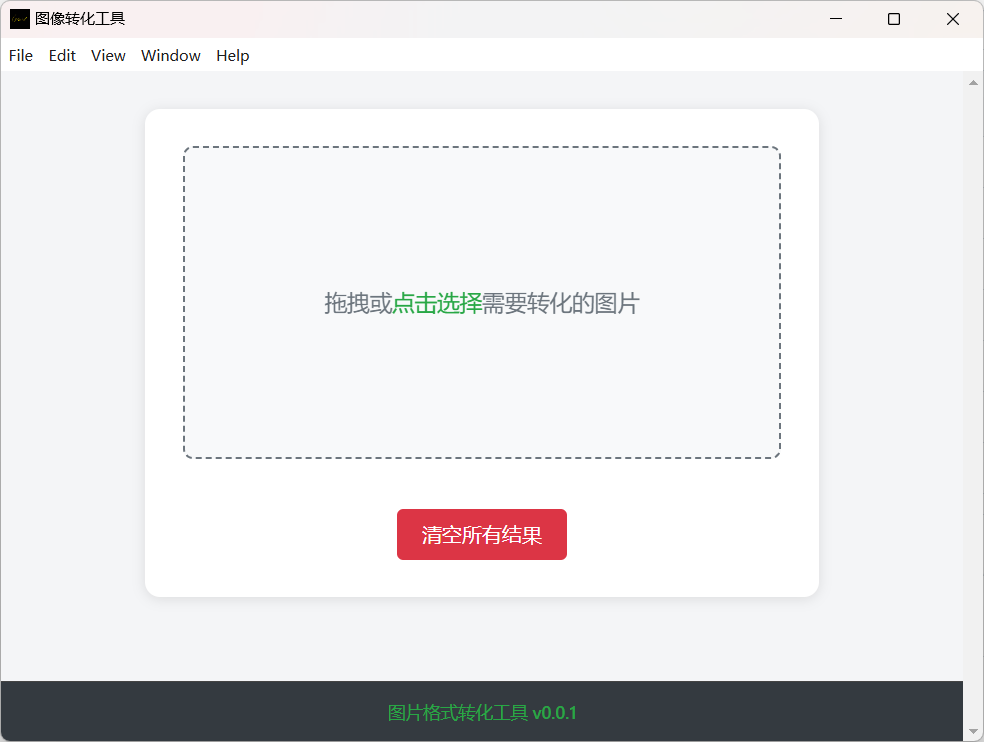 图像转化工具
File Edit View Window Help
拖拽或点击选择需要转化的图片
清空所有结果
图片格式转化工具 v0.0.1